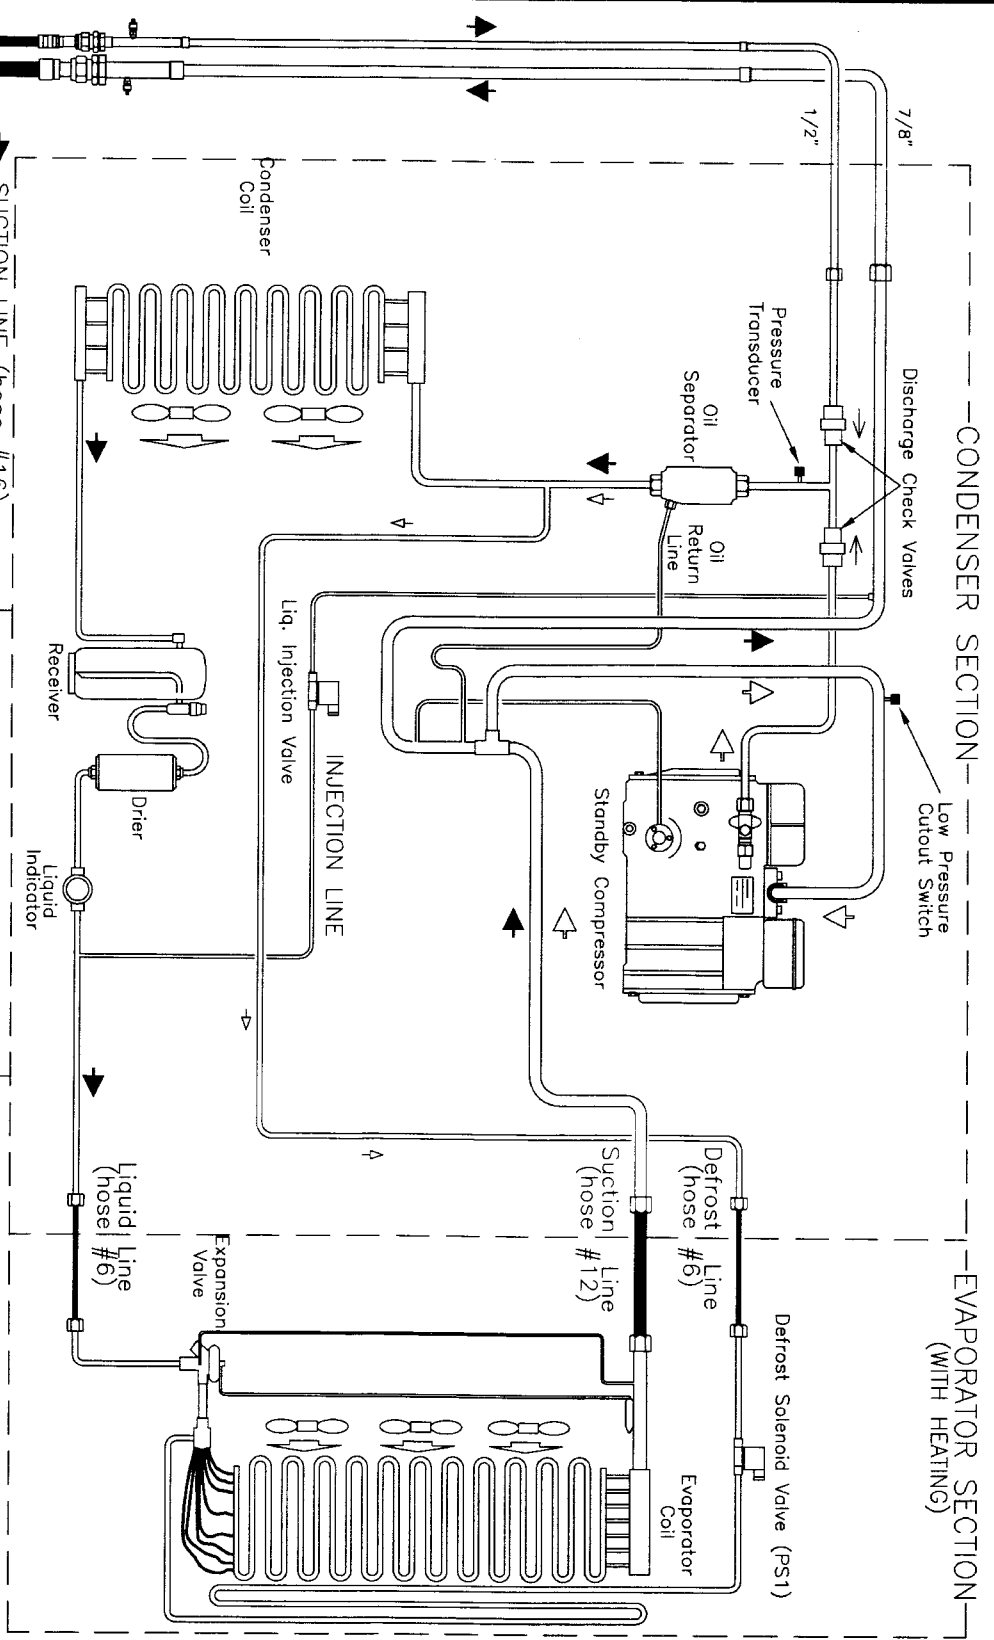 CONDENSER SECTION
EVAPORATOR SECTION
(WITH HEATING)
7/8"
1/2"
Discharge Check Valves
Low Pressure
Cutout Switch
Pressure
Transducer
Oil
Separator
Oil
Return
Line
Standby Compressor
Defrost Solenoid Valve (PS1)
Evaporator
Coil
Defrost Line
(hose #6)
Suction Line
(hose #12)
INJECTION LINE
Liq. Injection Valve
Condenser
Coil
Expansion
Valve
Drier
Liquid Line
(hose #6)
Receiver
Liquid
Indicator
SUCTION LINE (hose #16)